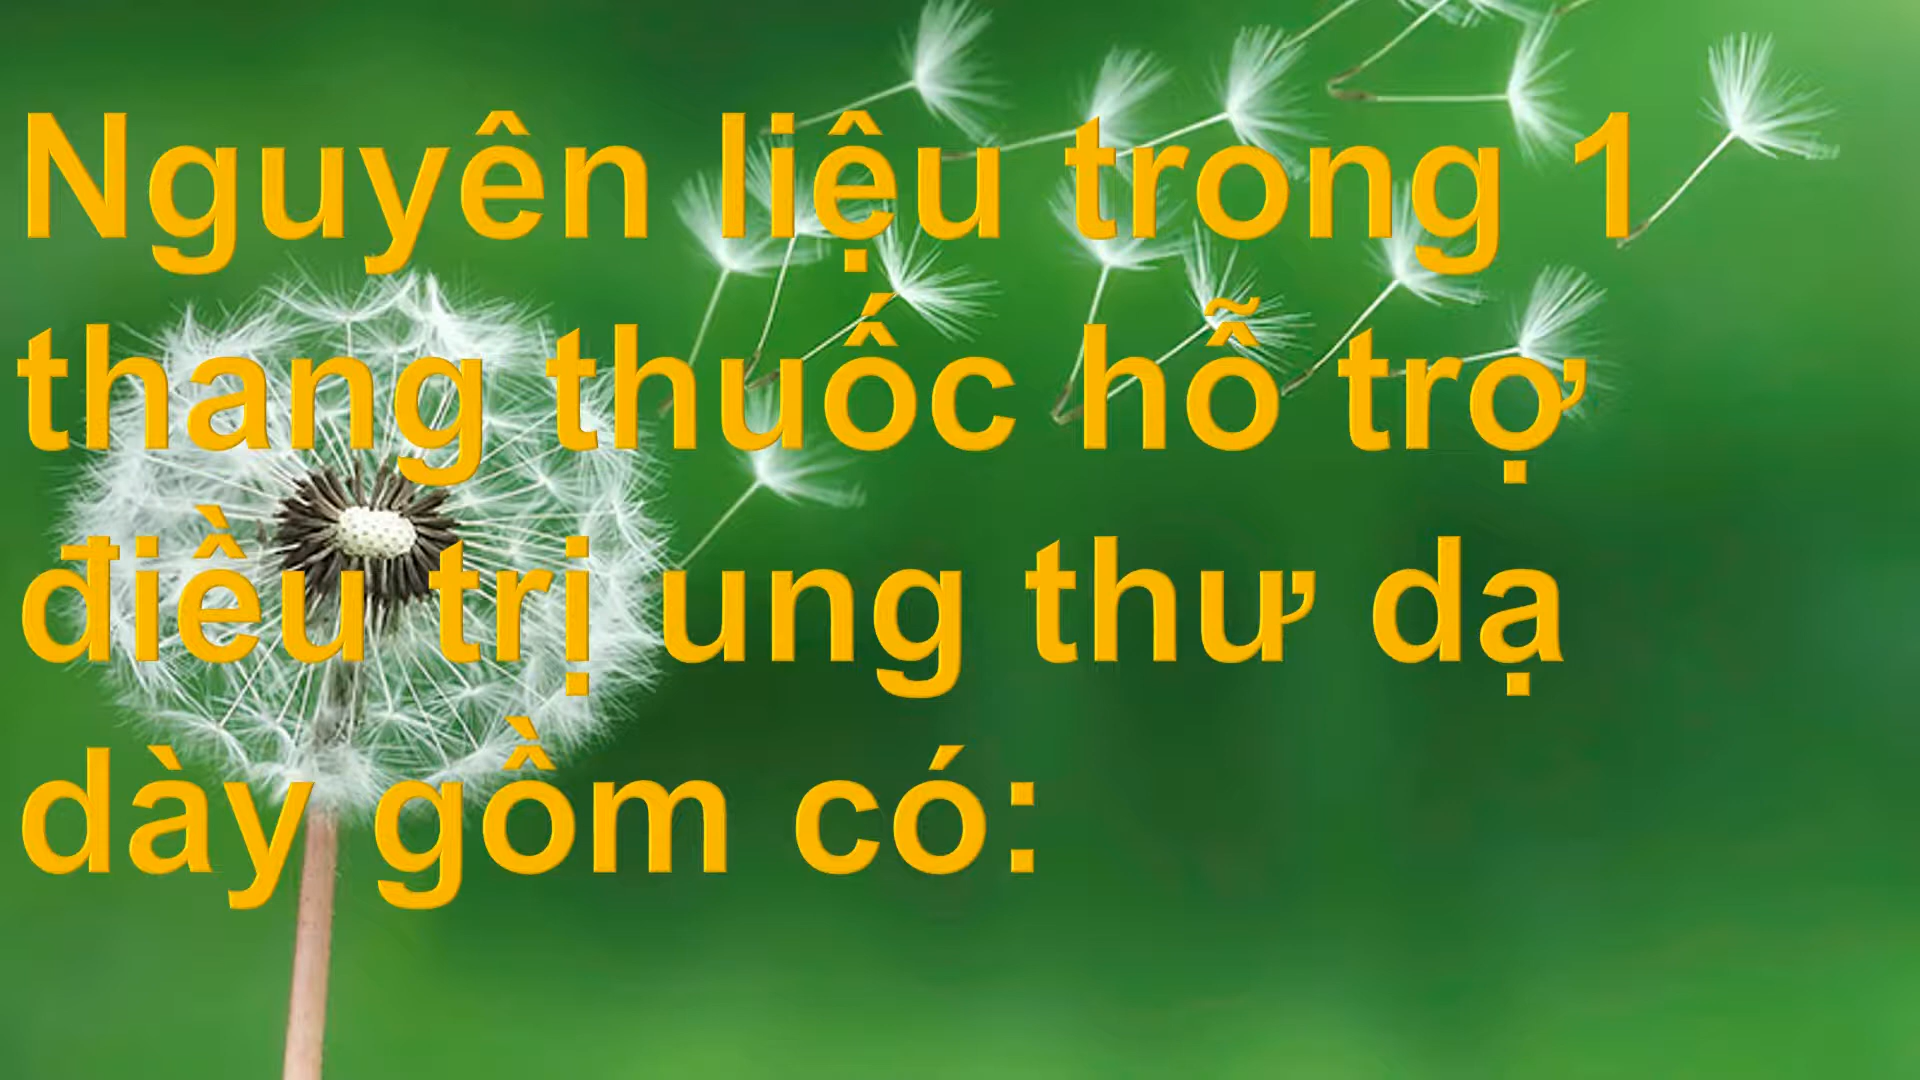 Nguyên liệu trong 1
thang thuốc hỗ trợ
điều trị ung thư dạ
dày gồm có: